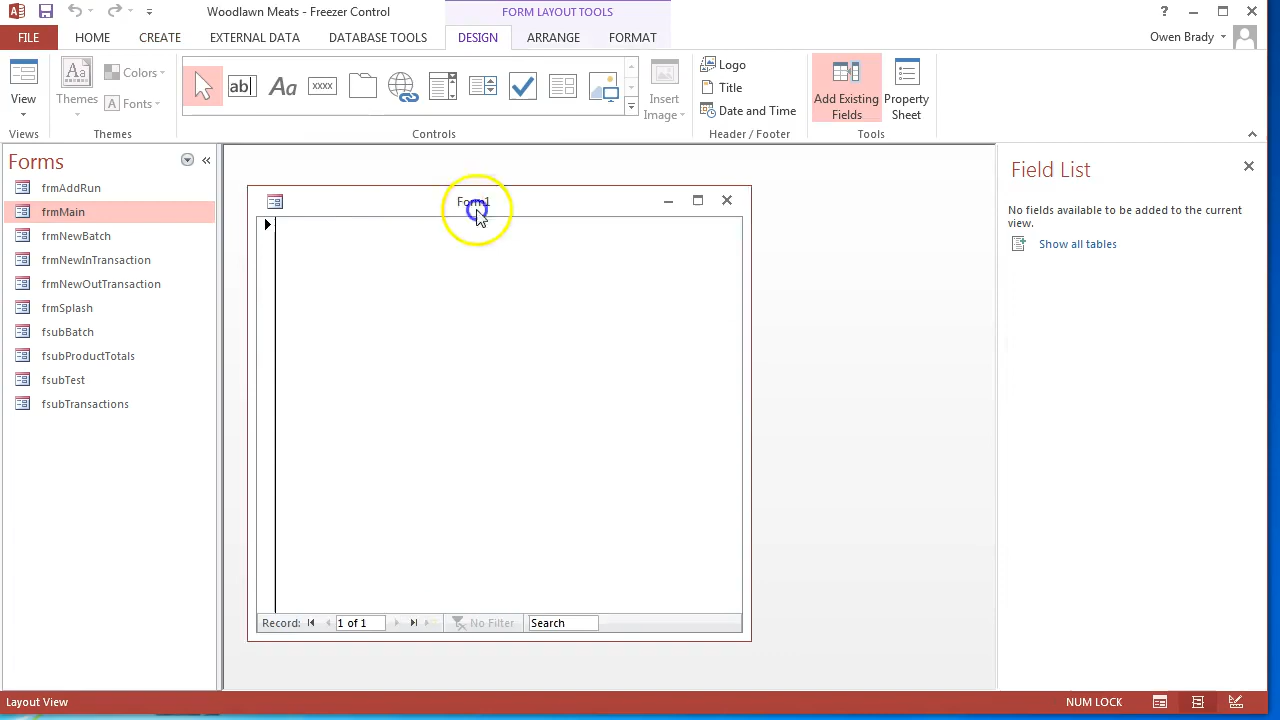 Woodlawn Meats - Freezer Control
FORM LAYOUT TOOLS
?
FILE
HOME
CREATE
EXTERNAL DATA
DATABASE TOOLS
DESIGN
ARRANGE
FORMAT
Owen Brady
View
Themes
Colors
Fonts
ab|
Aa
XXXX
Insert
Image
Logo
Title
Date and Time
Add Existing
Fields
Property
Sheet
Views
Themes
Controls
Header / Footer
Tools
Forms
frmAddRun
frmMain
frmNewBatch
frmNewInTransaction
frmNewOutTransaction
frmSplash
fsubBatch
fsubProductTotals
fsubTest
fsubTransactions
Form1
Record:
1 of 1
No Filter
Search
Field List
No fields available to be added to the current
view.
Show all tables
Layout View
NUM LOCK